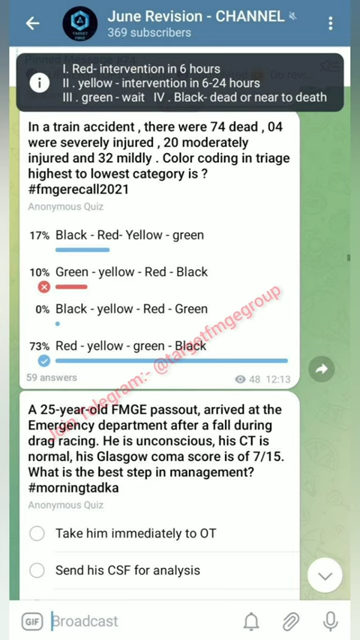 June Revision - CHANNEL
369 subscribers
I. Red- intervention in 6 hours
II . yellow - intervention in 6-24 hours
III . green - wait   IV . Black- dead or near to death
In a train accident , there were 74 dead , 04
were severely injured , 20 moderately
injured and 32 mildly . Color coding in triage
highest to lowest category is ?
#fmgerecall2021
Anonymous Quiz
17% Black - Red- Yellow - green
10% Green - yellow - Red - Black
0% Black - yellow - Red - Green
73% Red - yellow - green - Black
59 answers
48 12:13
Join Telegram:- @targatfmgegroup
A 25-year-old FMGE passout, arrived at the
Emergency department after a fall during
drag racing. He is unconscious, his CT is
normal, his Glasgow coma score is of 7/15.
What is the best step in management?
#morningtadka
Anonymous Quiz
Take him immediately to OT
Send his CSF for analysis
GIF Broadcast